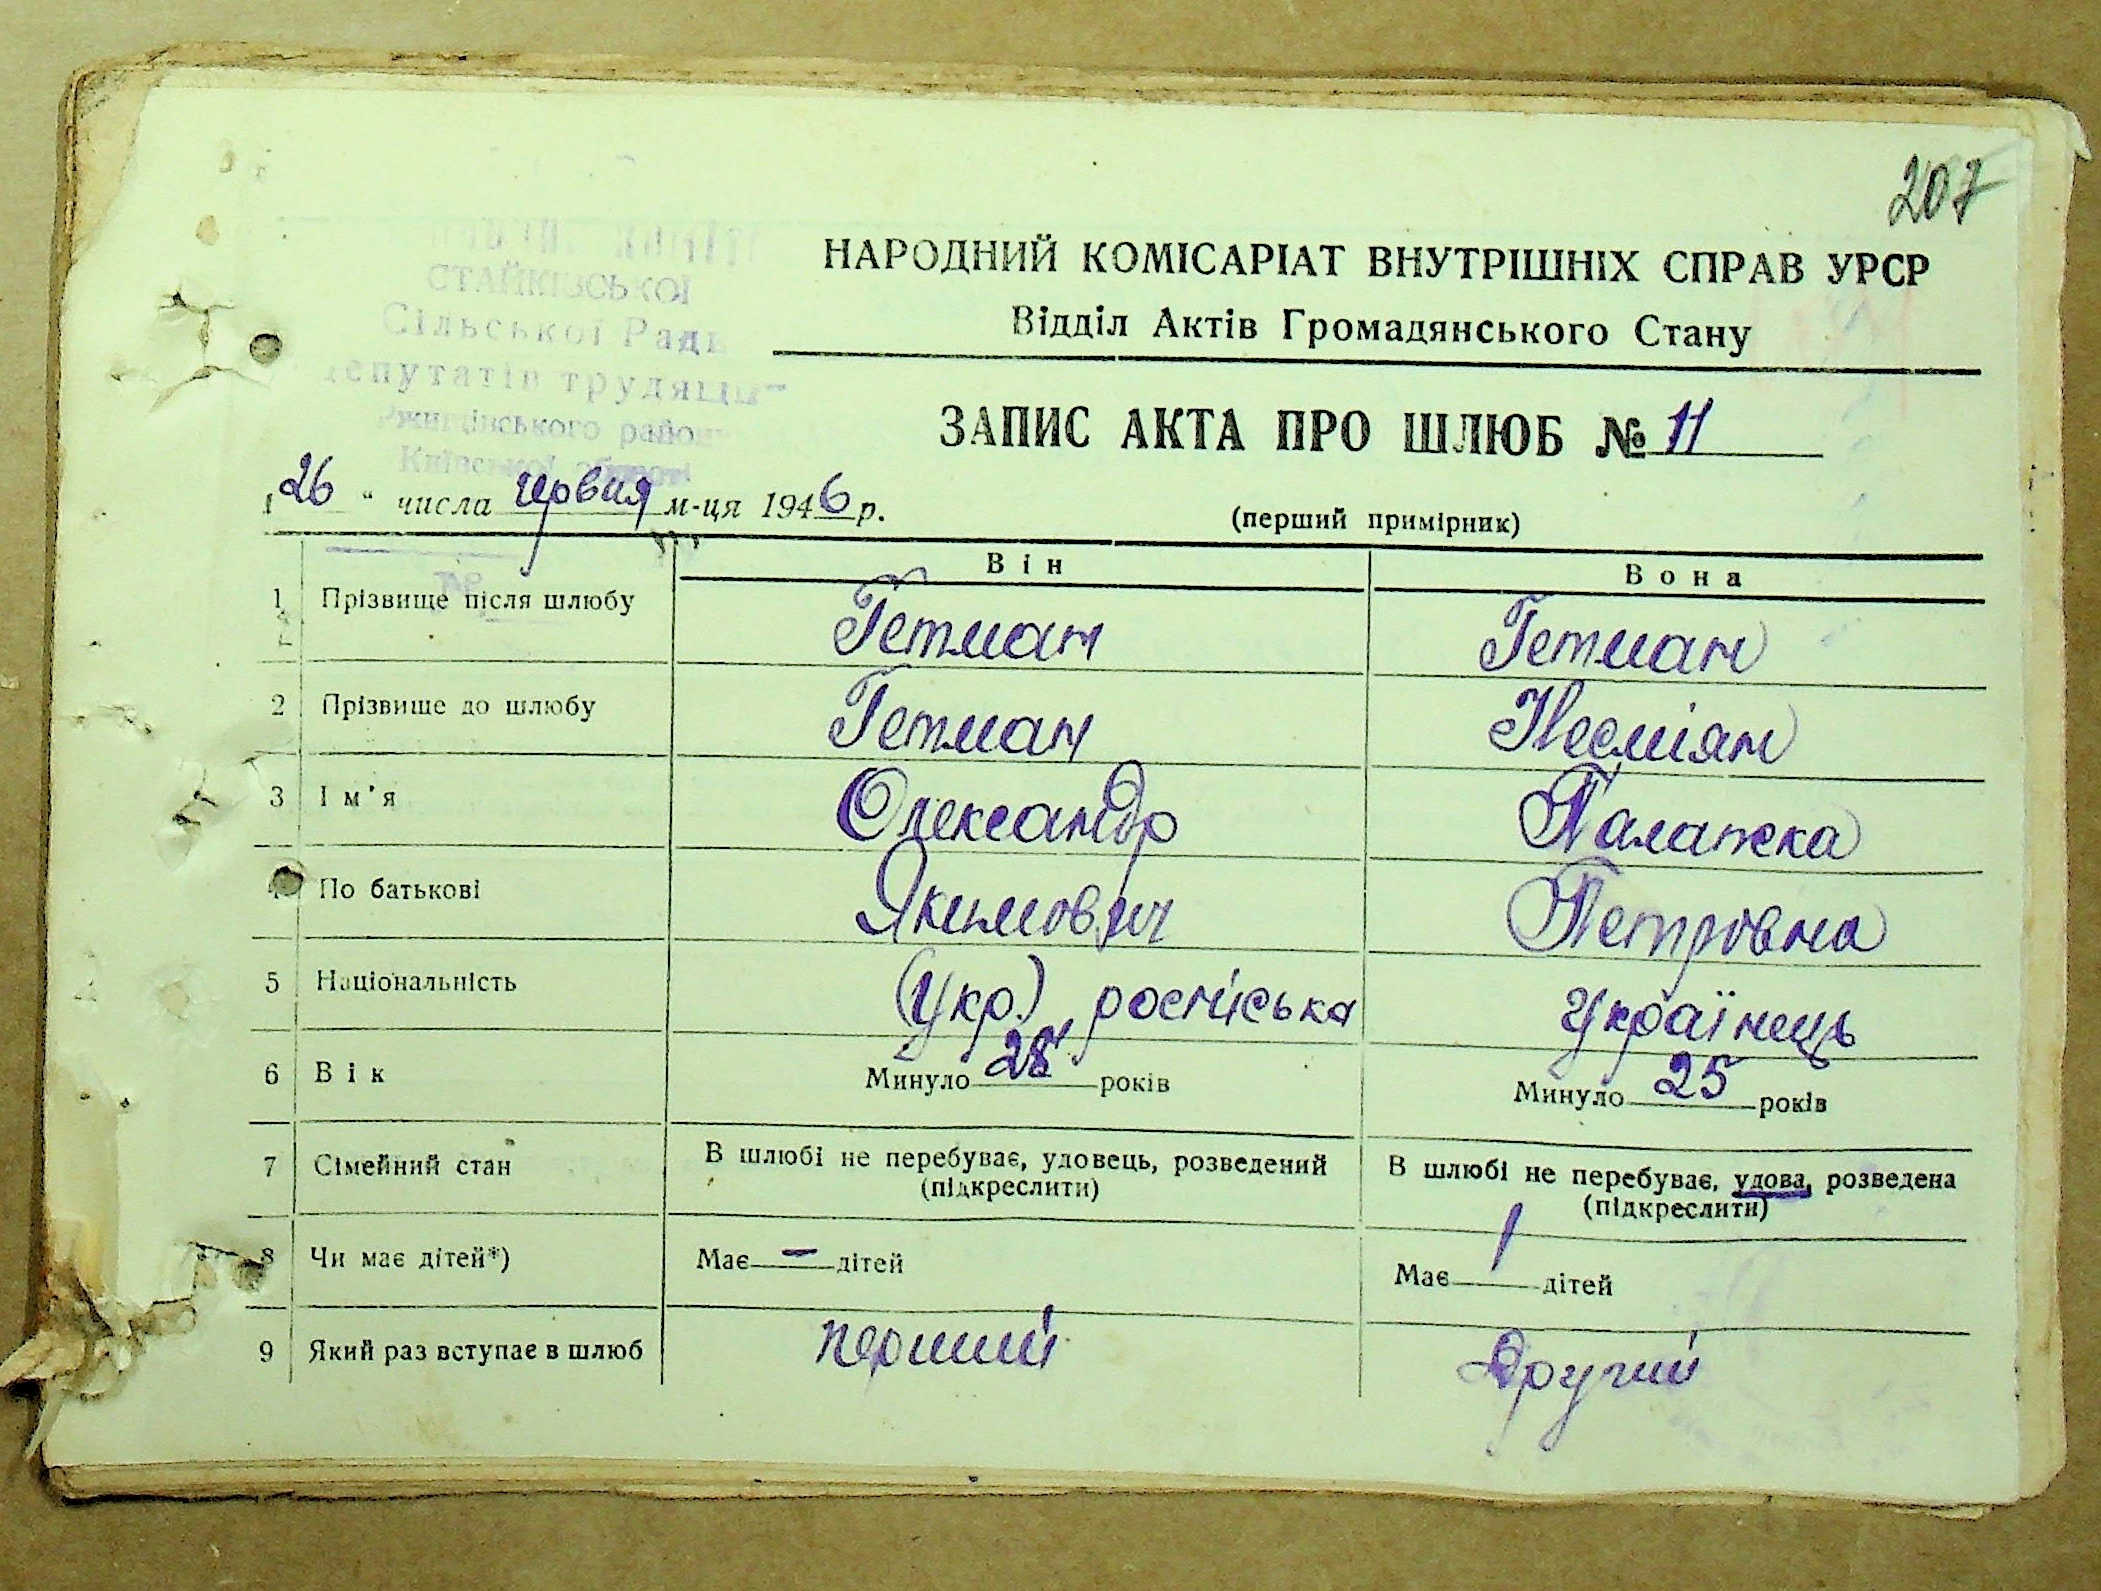 207
СТАЙКІВСЬКОЇ
Сільської Ради
депутатів трудящих
Ржищівського району
Київської області
НАРОДНИЙ КОМІСАРІАТ ВНУТРІШНІХ СПРАВ УРСР
Відділ Актів Громадянського Стану
ЗАПИС АКТА ПРО ШЛЮБ № 11
26 " числа червня м-ця 1946 р.
(перший примірник)
Він Вона
1 Прізвище після шлюбу Гетман Гетман
2 Прізвище до шлюбу Гетман Несміян
3 Ім'я Олександр Палажка
4 По батькові Якимович Петровна
5 Національність (Укр.) російська Українець
6 Вік Минуло 28 років Минуло 25 років
7 Сімейний стан В шлюбі не перебуває, удовець, розведений В шлюбі не перебуває, удова, розведена
(підкреслити) (підкреслити)
8 Чи має дітей*) Має — дітей Має 1 дітей
9 Який раз вступає в шлюб перший Другий